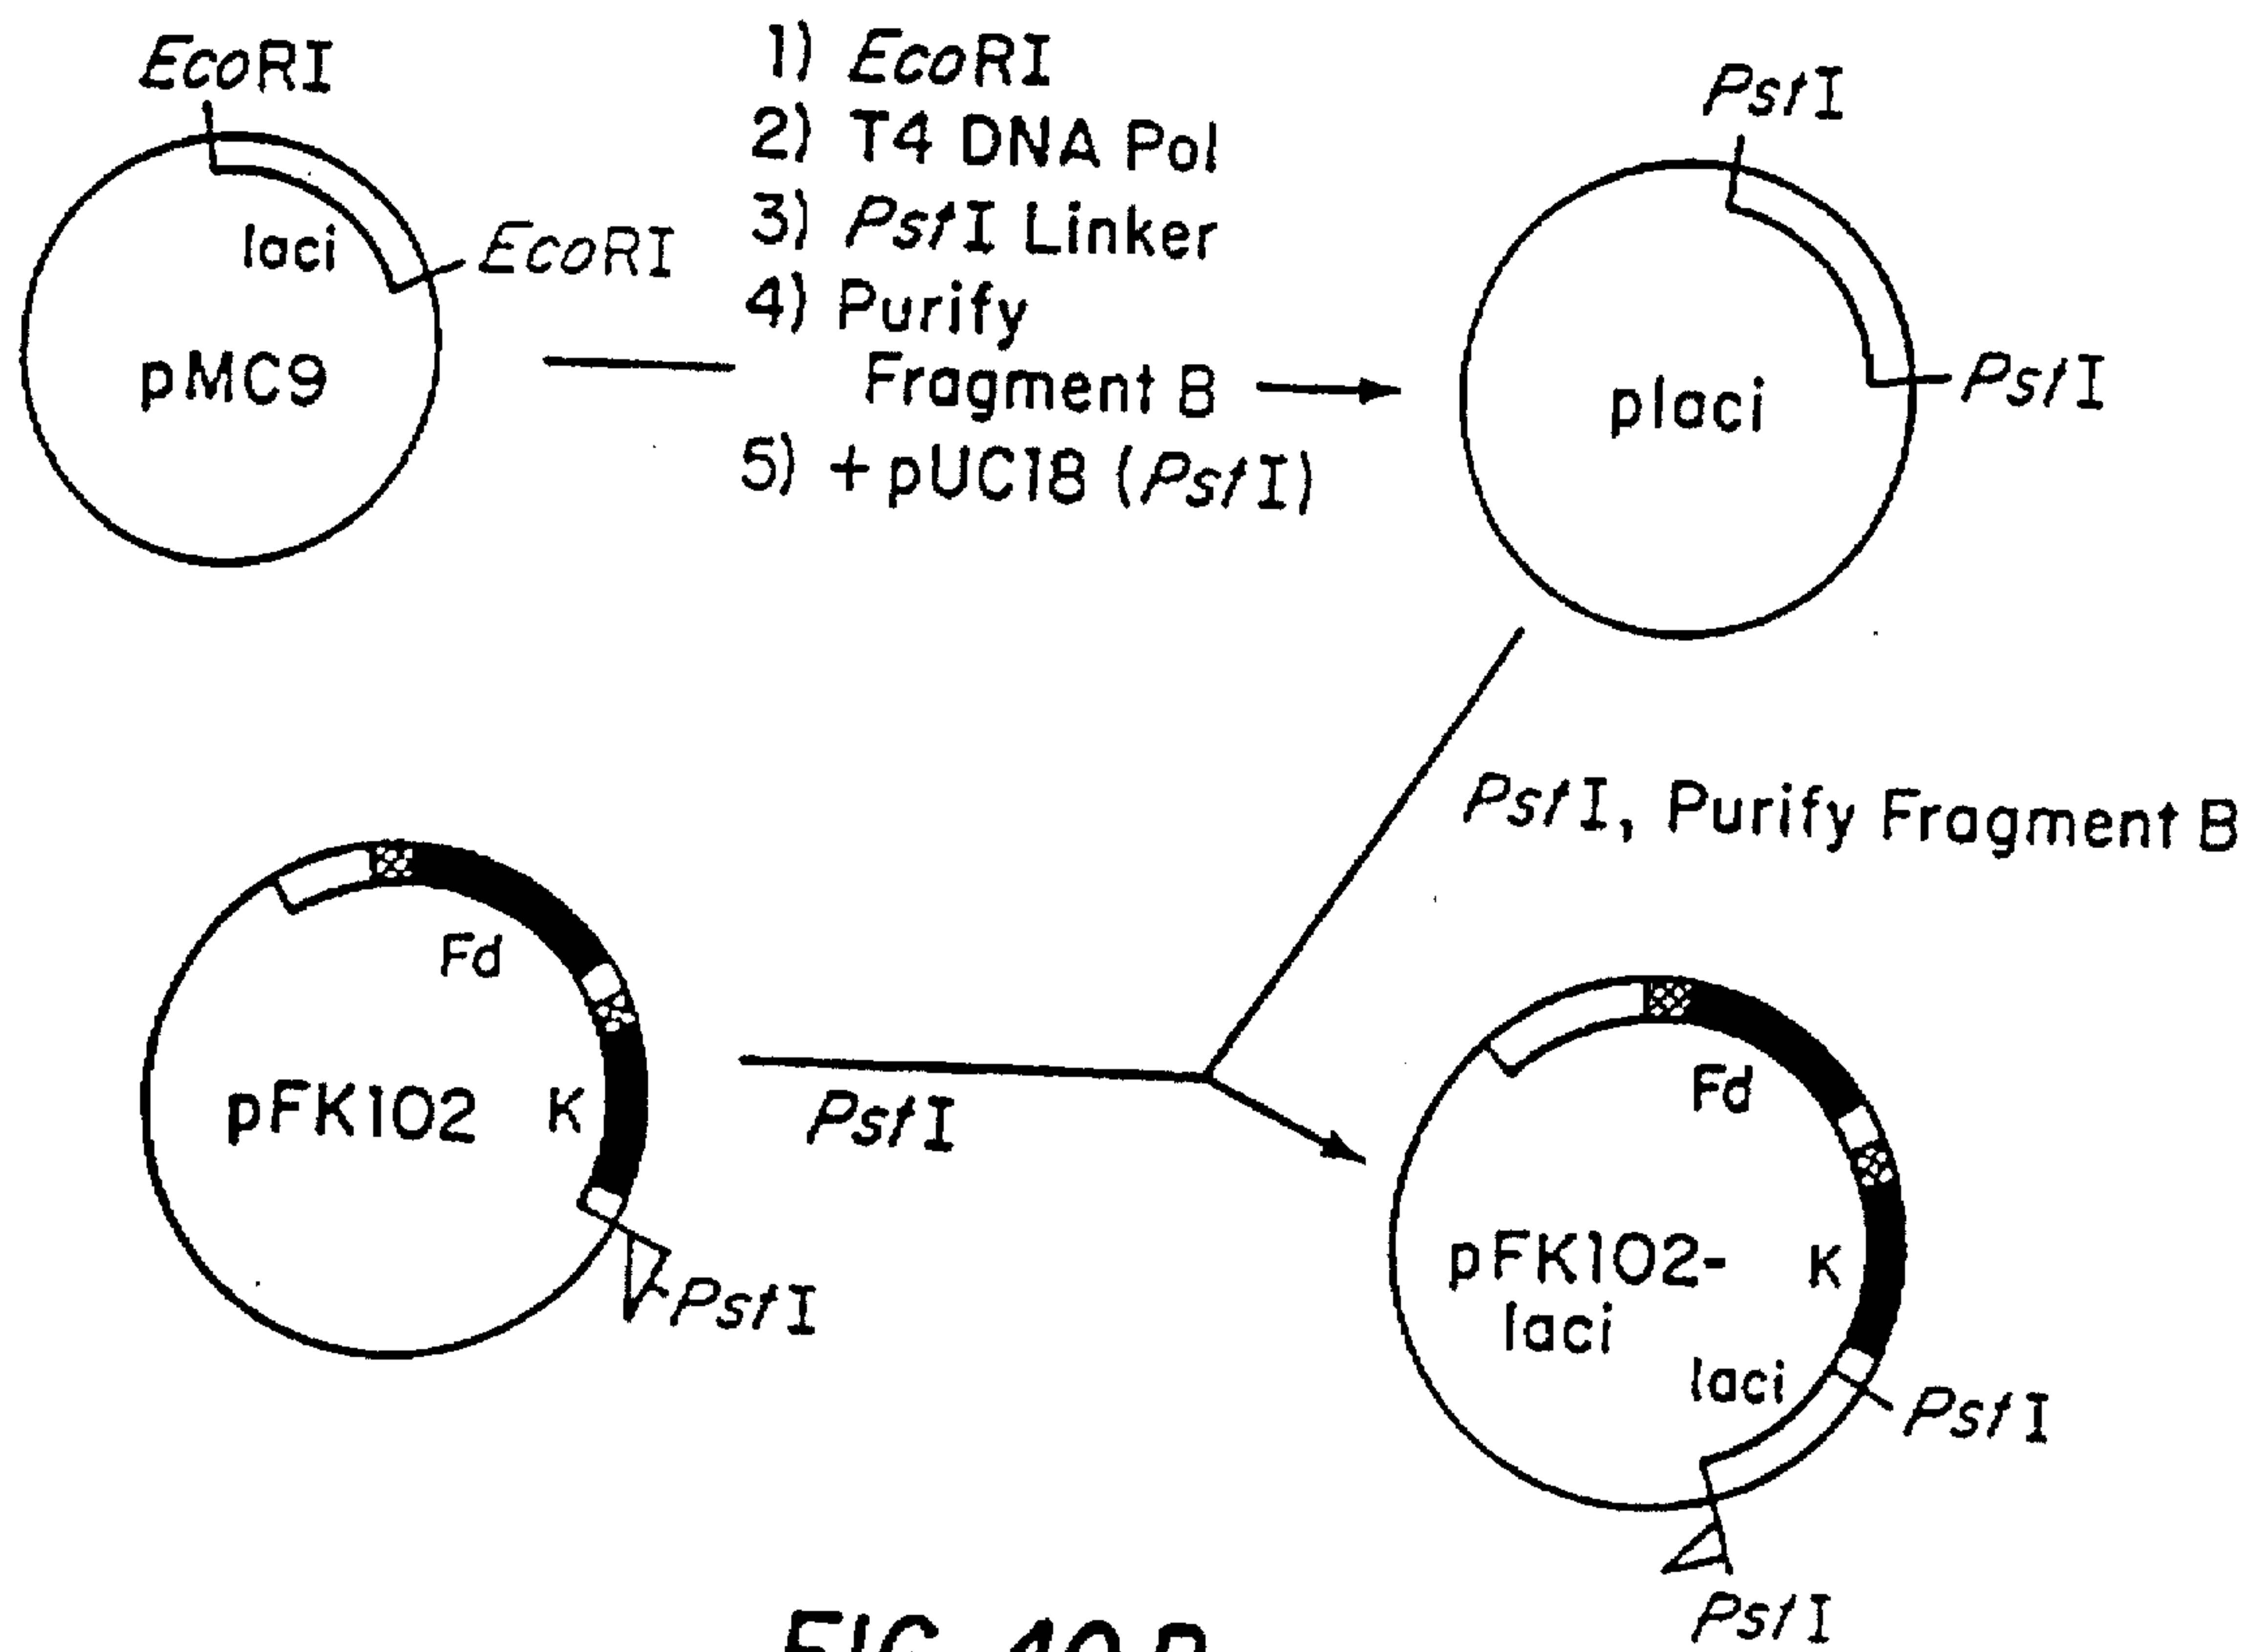 EcoRI
laci
EcoRI
pMC9
1) EcoRI
2) T4 DNA Pol
3) PstI Linker
4) Purify
Fragment B
5) + pUC18 (PstI)
PstI
placi
PstI
PstI, Purify Fragment B
Fd
pFK102
K
PstI
PstI
Fd
pFK102-
laci
K
laci
PstI
PstI
FIG.